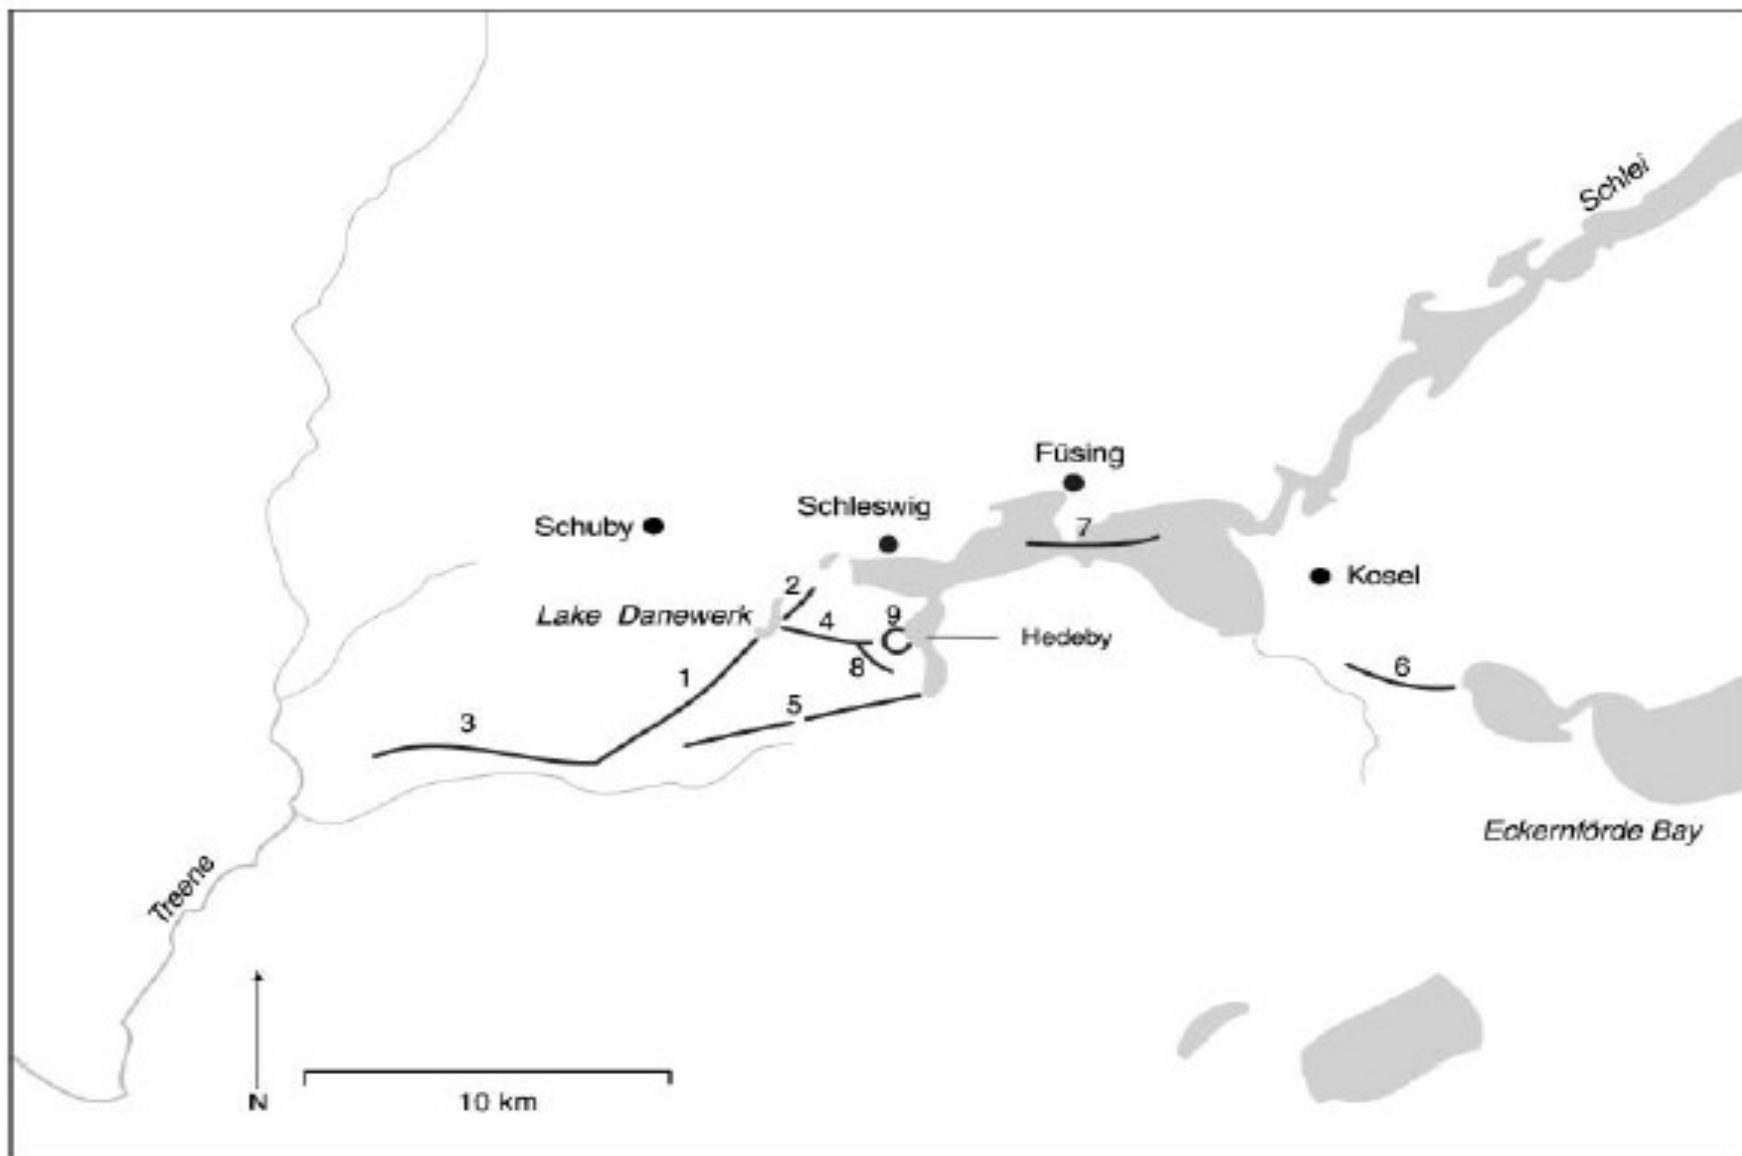 Schlei
Füsing
7
Schleswig
Schuby
Kosel
2
Lake Danewerk
4
9
Hedeby
8
6
1
5
3
Eckernförde Bay
Treene
N
10 km